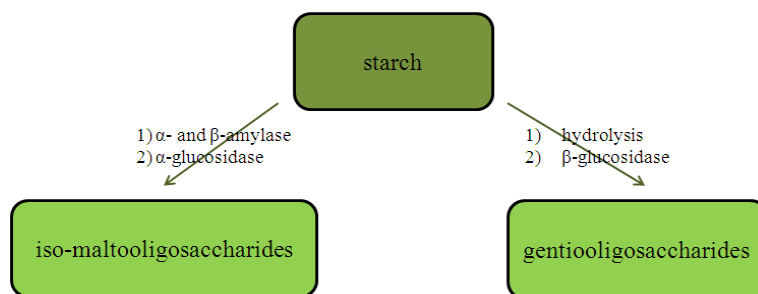 starch
1) α- and β-amylase
2) α-glucosidase
1) hydrolysis
2) β-glucosidase
iso-maltooligosaccharides
gentiooligosaccharides